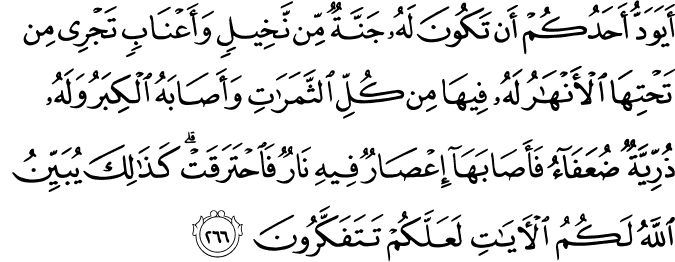 أَيَوَدُّ أَحَدُكُمْ أَن تَكُونَ لَهُۥ جَنَّةٌ مِّن نَّخِيلٍ وَأَعْنَابٍ تَجْرِى مِن
تَحْتِهَا ٱلْأَنْهَـٰرُ لَهُۥ فِيهَا مِن كُلِّ ٱلثَّمَرَٰتِ وَأَصَابَهُ ٱلْكِبَرُ وَلَهُۥ
ذُرِّيَّةٌ ضُعَفَآءُ فَأَصَابَهَآ إِعْصَارٌ فِيهِ نَارٌ فَٱحْتَرَقَتْ ۗ كَذَٰلِكَ يُبَيِّنُ
ٱللَّهُ لَكُمُ ٱلْـَٔايَـٰتِ لَعَلَّكُمْ تَتَفَكَّرُونَ ٢٦٦